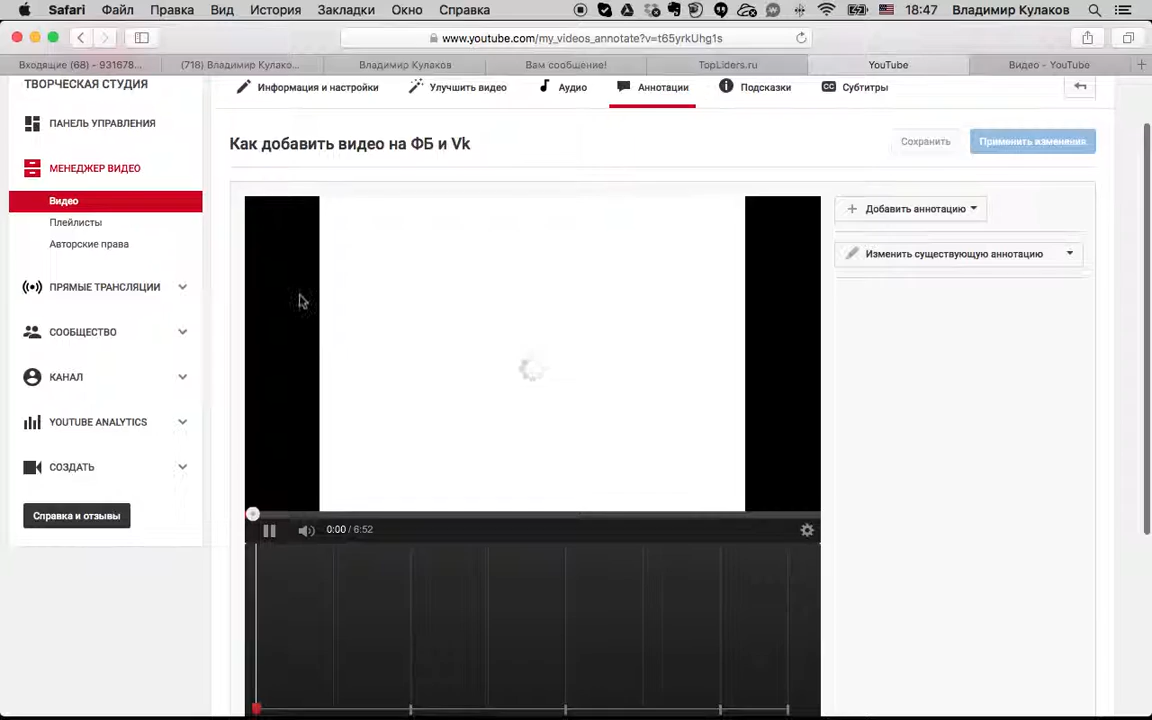 Safari Файл Правка Вид История Закладки Окно Справка 18:47 Владимир Кулаков
www.youtube.com/my_videos_annotate?v=t65yrkUhg1s
Входящие (68) - 931678... (718) Владимир Кулако... Владимир Кулаков Вам сообщение! TopLiders.ru YouTube Видео - YouTube
ТВОРЧЕСКАЯ СТУДИЯ
Информация и настройки Улучшить видео Аудио Аннотации Подсказки CC Субтитры
ПАНЕЛЬ УПРАВЛЕНИЯ
МЕНЕДЖЕР ВИДЕО
Видео
Плейлисты
Авторские права
ПРЯМЫЕ ТРАНСЛЯЦИИ
СООБЩЕСТВО
КАНАЛ
YOUTUBE ANALYTICS
СОЗДАТЬ
Справка и отзывы
Как добавить видео на ФБ и Vk
Сохранить Применить изменения
+ Добавить аннотацию
Изменить существующую аннотацию
0:00 / 6:52